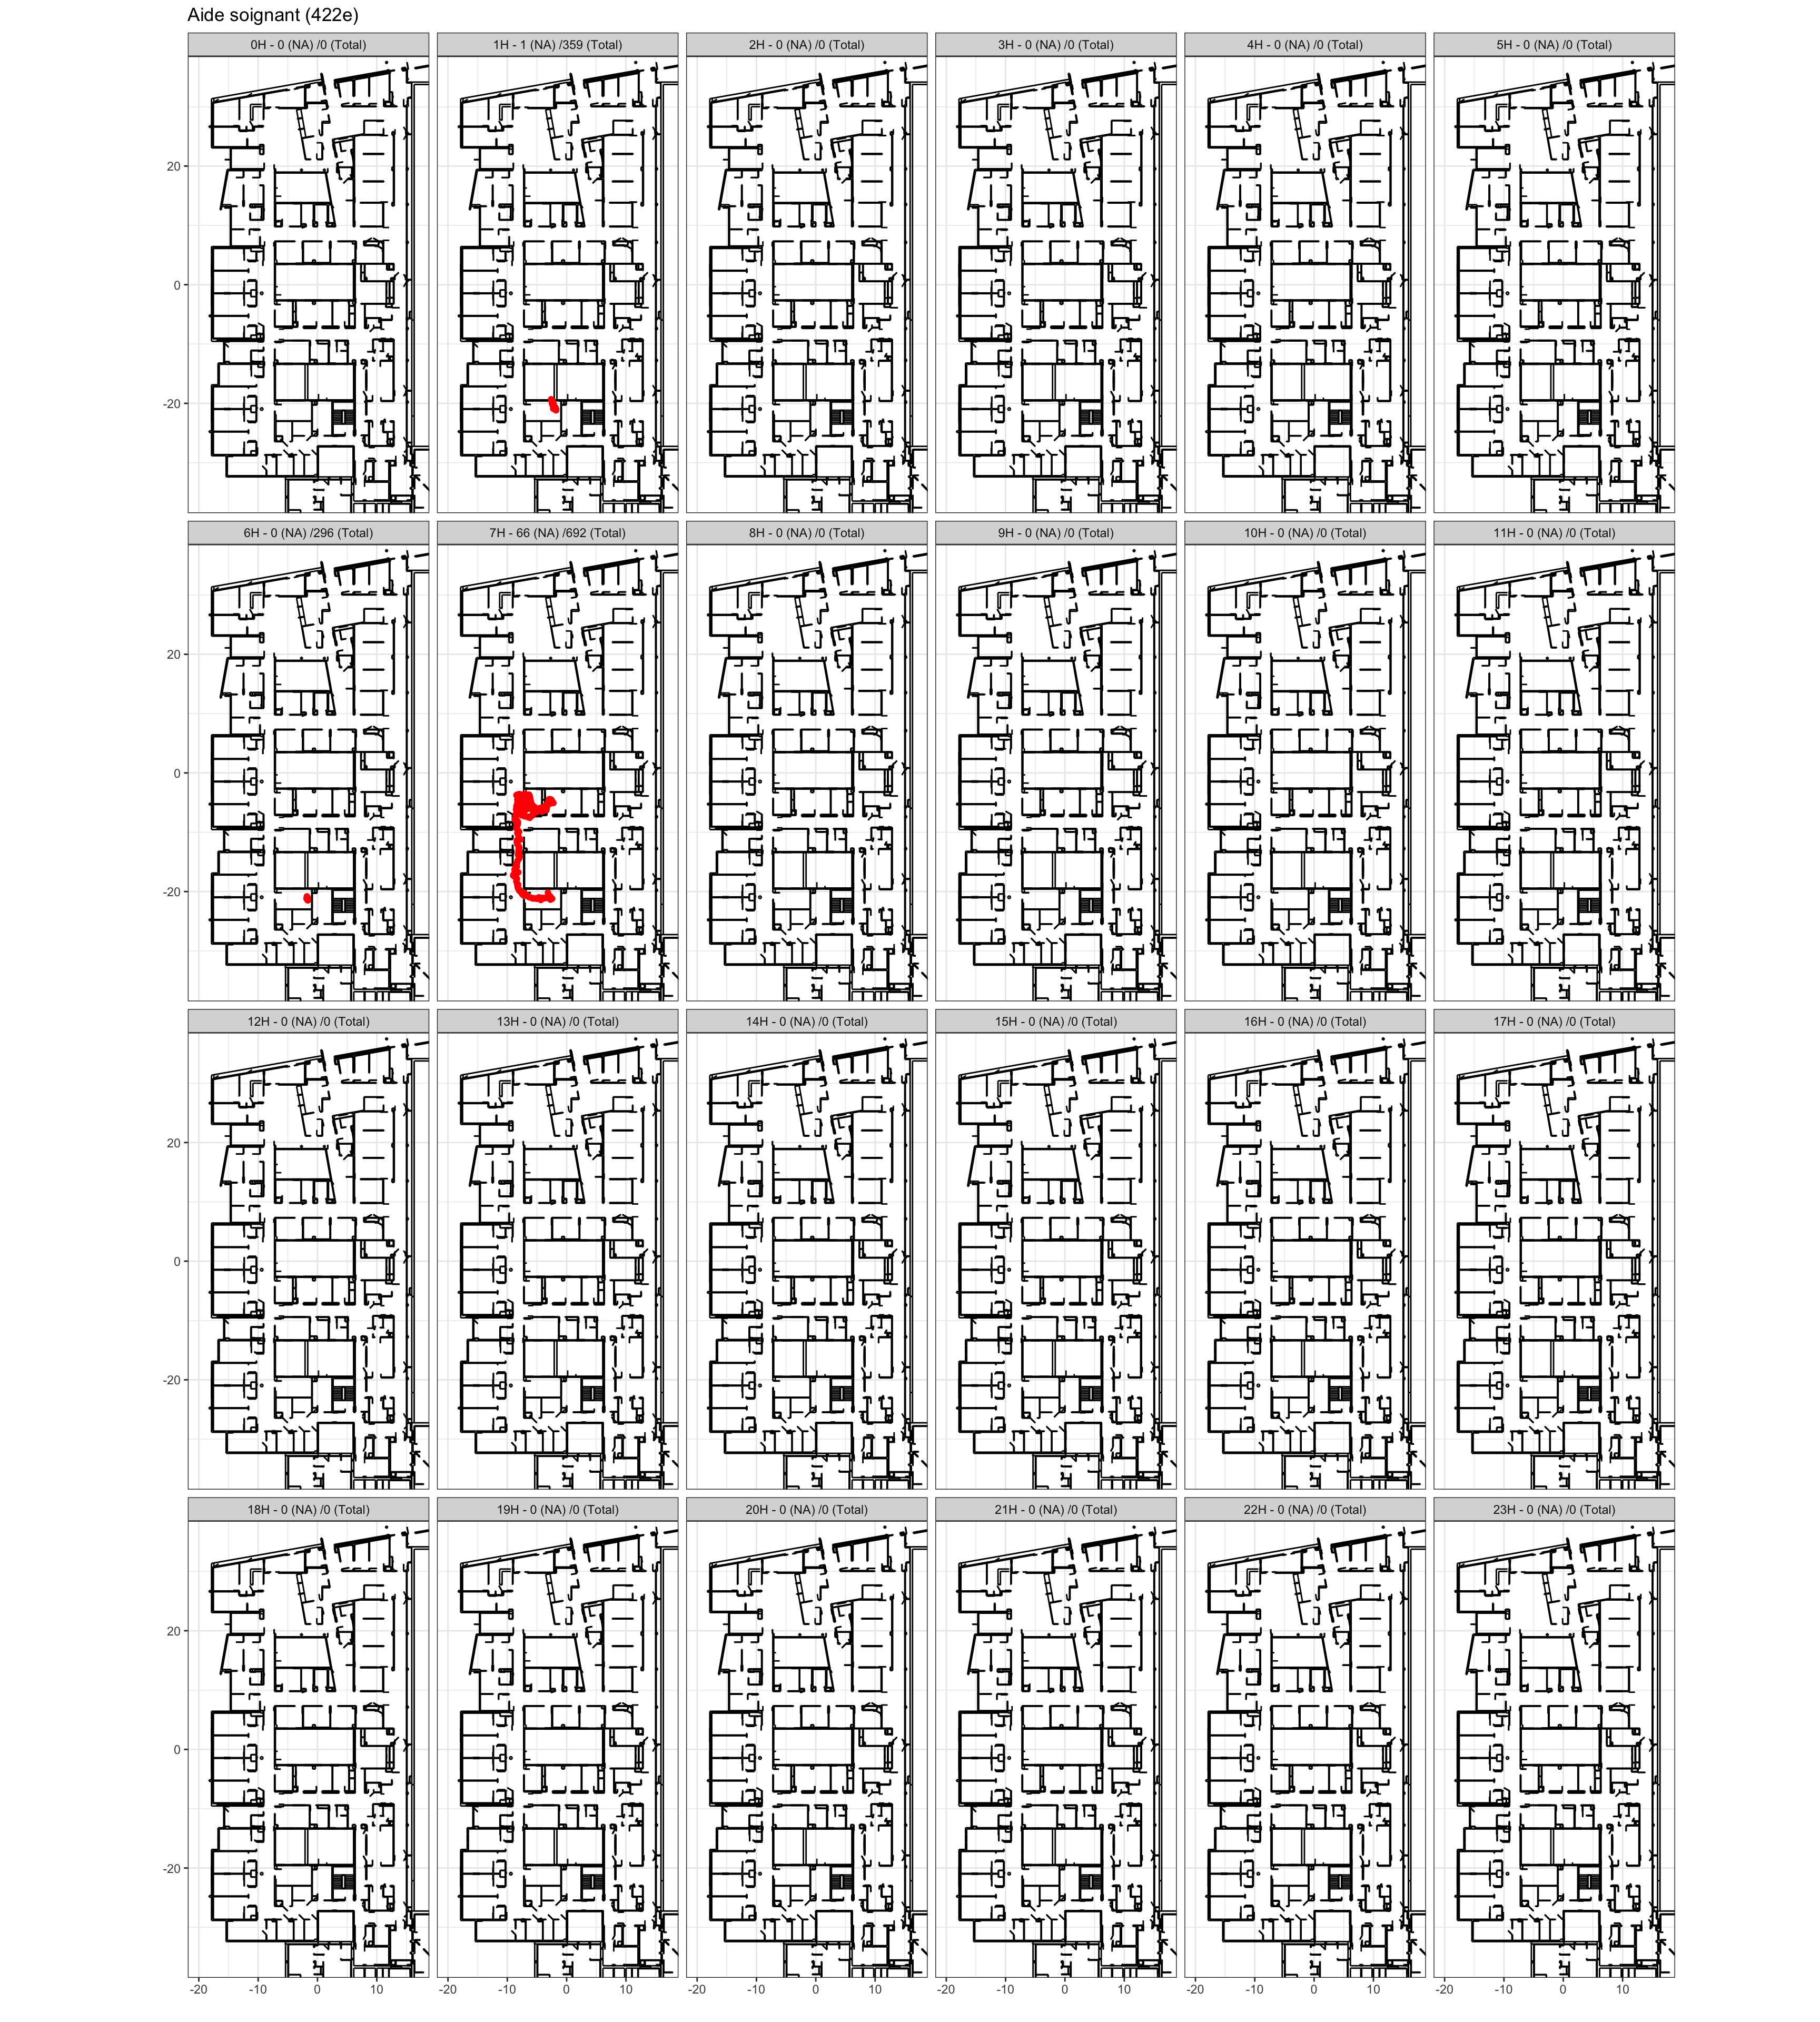 Aide soignant (422e)
0H - 0 (NA) /0 (Total) 1H - 1 (NA) /359 (Total) 2H - 0 (NA) /0 (Total) 3H - 0 (NA) /0 (Total) 4H - 0 (NA) /0 (Total) 5H - 0 (NA) /0 (Total)
20
0
-20
6H - 0 (NA) /296 (Total) 7H - 66 (NA) /692 (Total) 8H - 0 (NA) /0 (Total) 9H - 0 (NA) /0 (Total) 10H - 0 (NA) /0 (Total) 11H - 0 (NA) /0 (Total)
20
0
-20
12H - 0 (NA) /0 (Total) 13H - 0 (NA) /0 (Total) 14H - 0 (NA) /0 (Total) 15H - 0 (NA) /0 (Total) 16H - 0 (NA) /0 (Total) 17H - 0 (NA) /0 (Total)
20
0
-20
18H - 0 (NA) /0 (Total) 19H - 0 (NA) /0 (Total) 20H - 0 (NA) /0 (Total) 21H - 0 (NA) /0 (Total) 22H - 0 (NA) /0 (Total) 23H - 0 (NA) /0 (Total)
20
0
-20
-20 -10 0 10 -20 -10 0 10 -20 -10 0 10 -20 -10 0 10 -20 -10 0 10 -20 -10 0 10